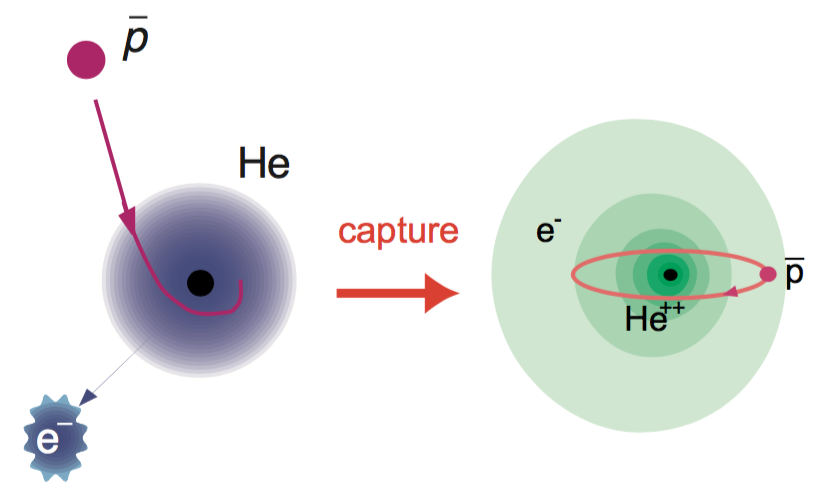 p̅
He
capture
e⁻
p̅
He⁺⁺
e⁻